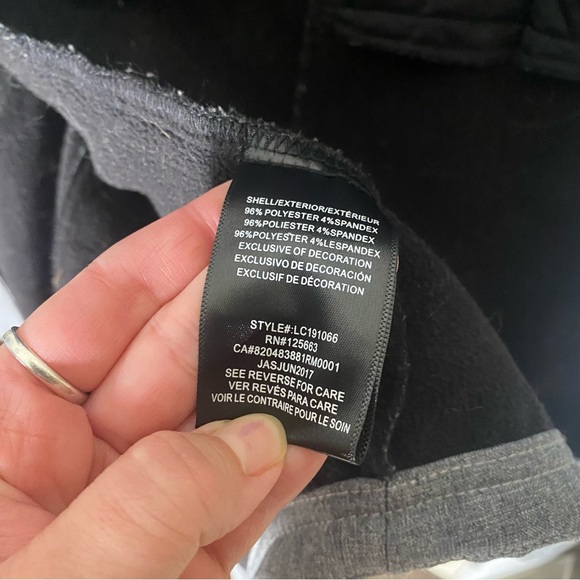 SHELL/EXTERIOR/EXTÉRIEUR
96% POLYESTER 4%SPANDEX
96%POLIESTER 4%SPANDEX
96%POLYESTER 4%LESPANDEX
EXCLUSIVE OF DECORATION
EXCLUSIVO DE DECORACIÓN
EXCLUSIF DE DÉCORATION
STYLE#:LC191066
RN#125663
CA#820483881RM0001
JASJUN2017
SEE REVERSE FOR CARE
VER REVÉS PARA CARE
VOIR LE CONTRAIRE POUR LE SOIN